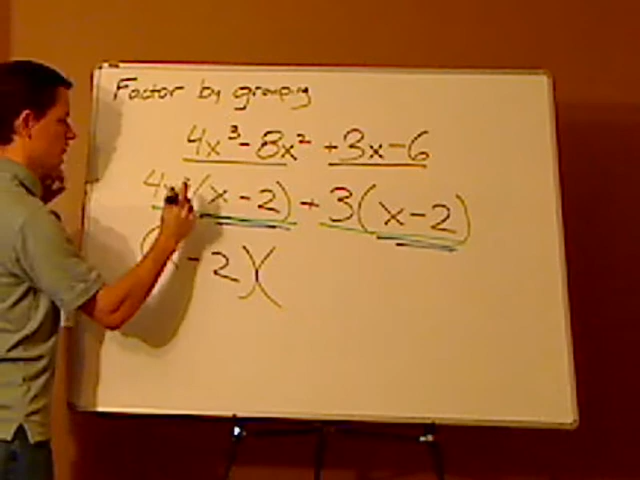 Factor by grouping
4x³ - 8x² + 3x - 6
4x²(x - 2) + 3(x - 2)
- 2)(